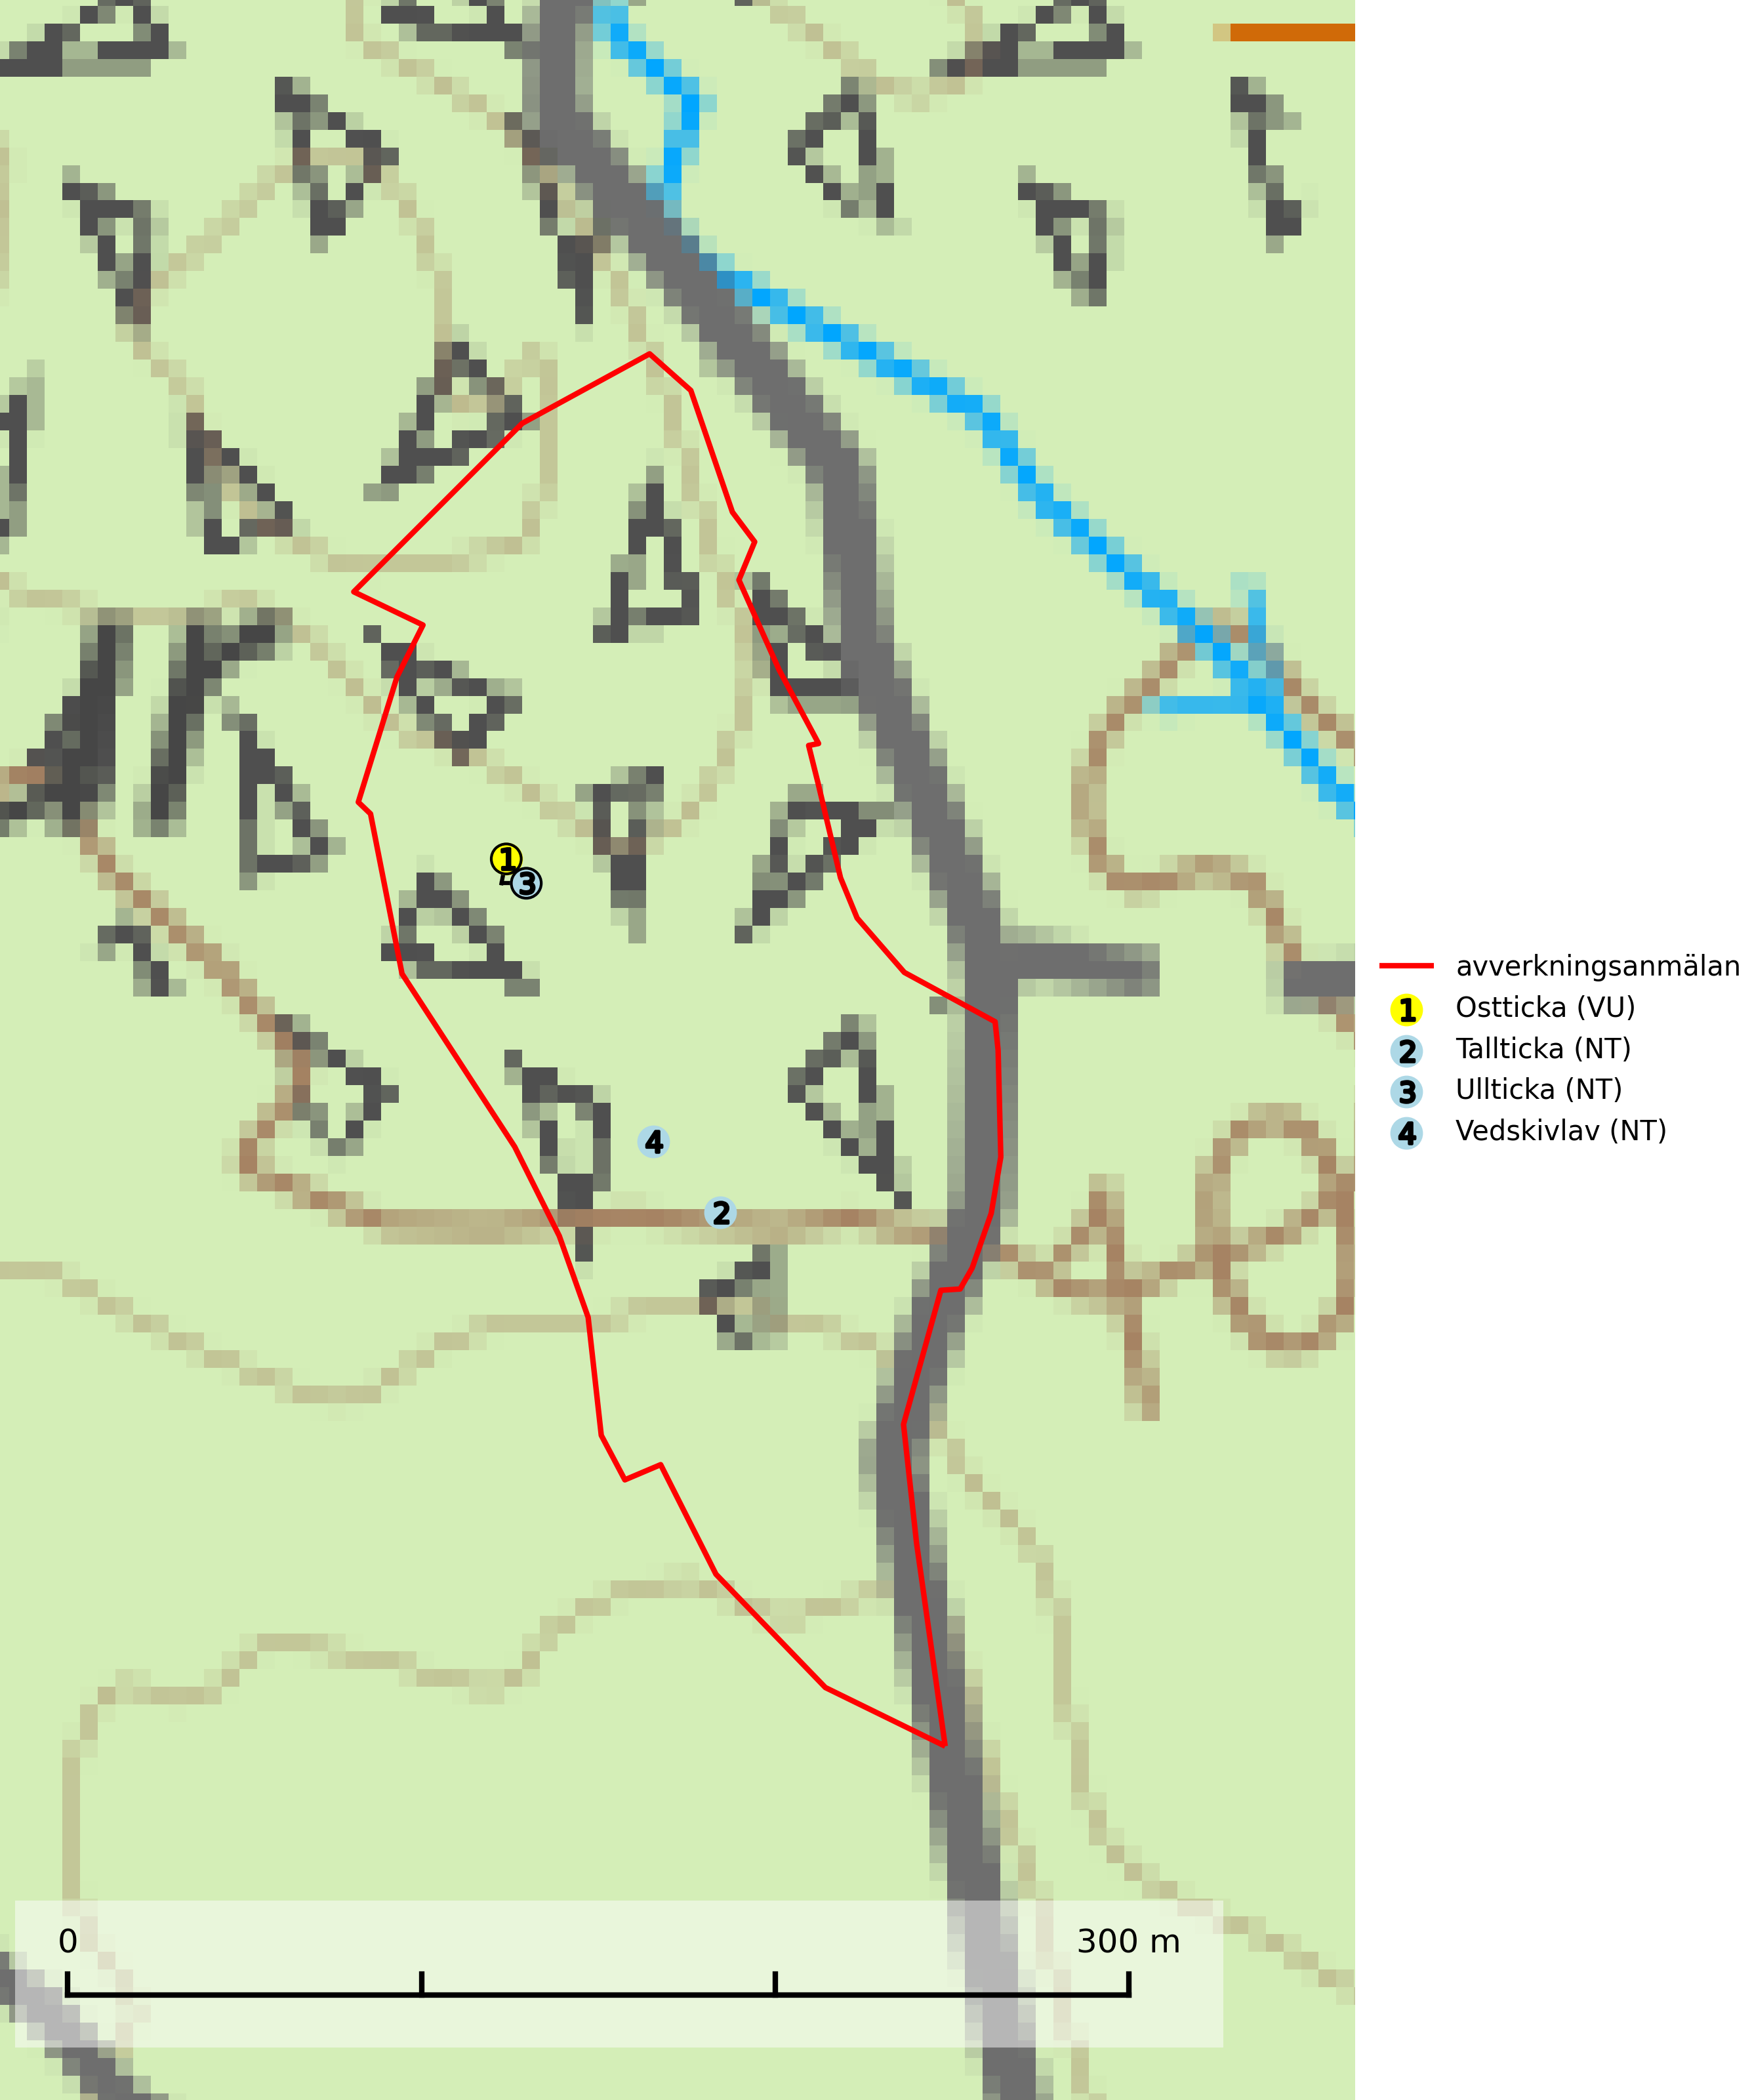 1
3
4
2
480
avverkningsanmälan
1 Ostticka (VU)
2 Tallticka (NT)
3 Ullticka (NT)
4 Vedskivlav (NT)
0 300 m